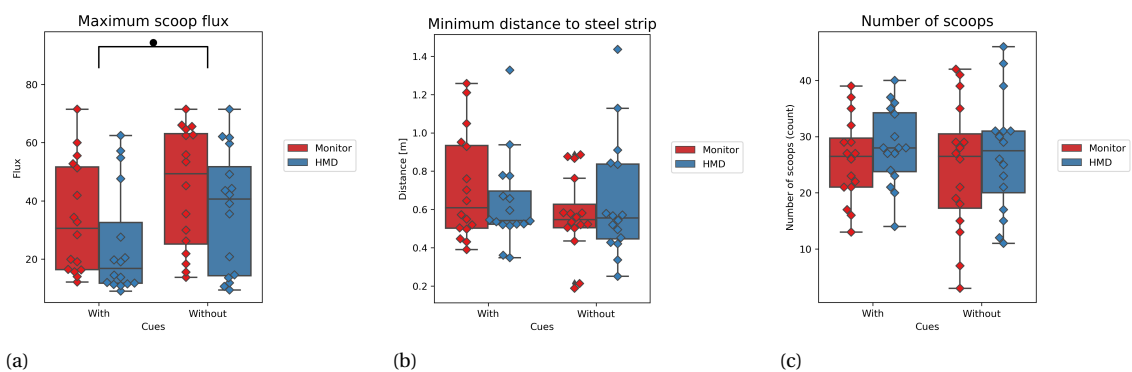 Maximum scoop flux
Flux
80
60
40
20
With
Without
Cues
Monitor
HMD
(a)
Minimum distance to steel strip
Distance [m]
1.4
1.2
1.0
0.8
0.6
0.4
0.2
With
Without
Cues
Monitor
HMD
(b)
Number of scoops
Number of scoops (count)
40
30
20
10
With
Without
Cues
Monitor
HMD
(c)